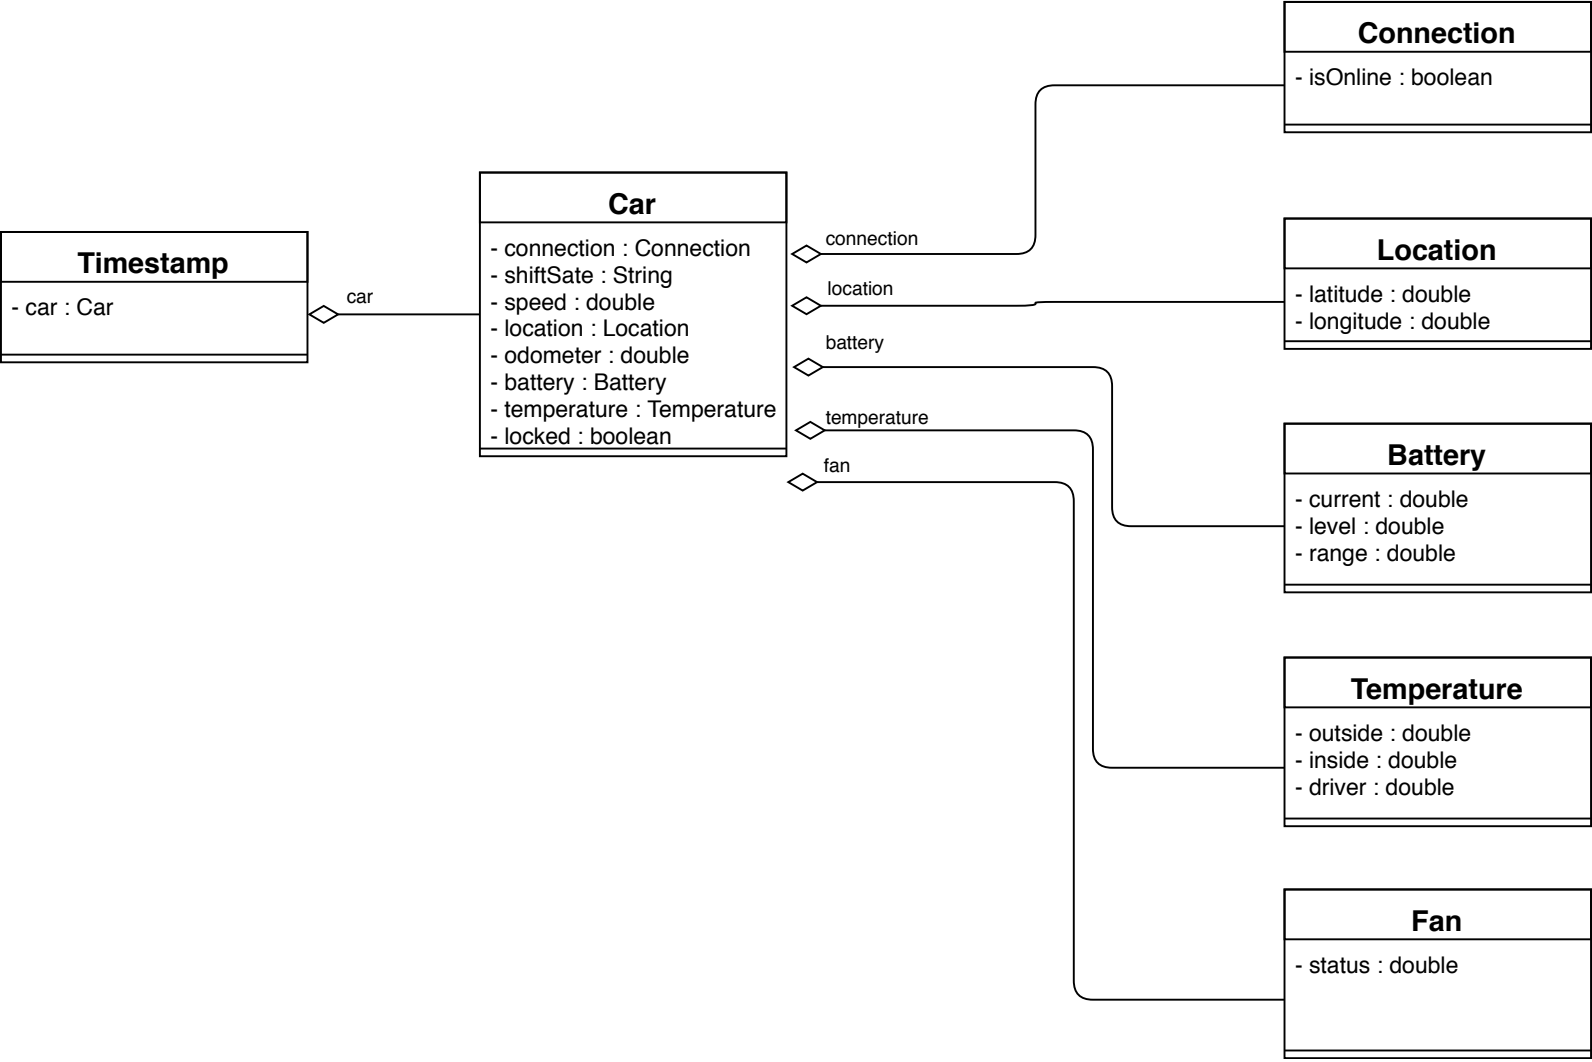 Timestamp
- car : Car
car
Car
- connection : Connection
- shiftSate : String
- speed : double
- location : Location
- odometer : double
- battery : Battery
- temperature : Temperature
- locked : boolean
connection
location
battery
temperature
fan
Connection
- isOnline : boolean
Location
- latitude : double
- longitude : double
Battery
- current : double
- level : double
- range : double
Temperature
- outside : double
- inside : double
- driver : double
Fan
- status : double